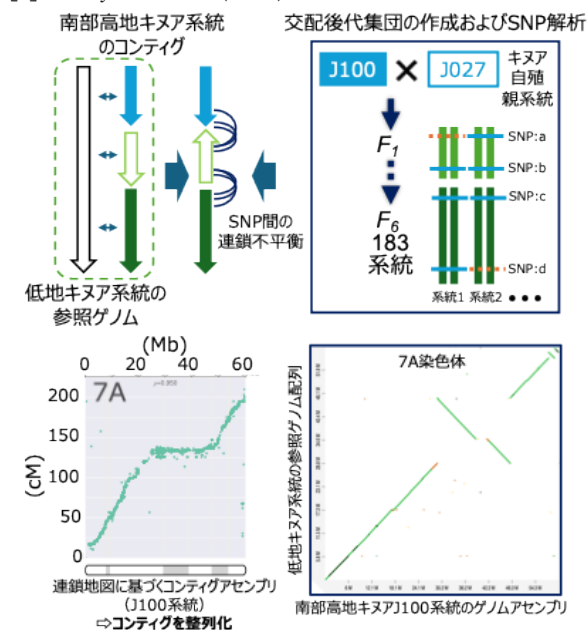 南部高地キヌア系統
のコンティグ
SNP間の
連鎖不平衡
低地キヌア系統の
参照ゲノム
交配後代集団の作成およびSNP解析
J100
×
J027
キヌア
自殖
親系統
F1
F6
183
系統
SNP:a
SNP:b
SNP:c
SNP:d
系統1 系統2 •••
(Mb)
0 20 40 60
7A
200
150
100
50
0
(cM)
連鎖地図に基づくコンティグアセンブリ
(J100系統)
⇨コンティグを整列化
7A染色体
低地キヌア系統の参照ゲノム配列
南部高地キヌアJ100系統のゲノムアセンブリ